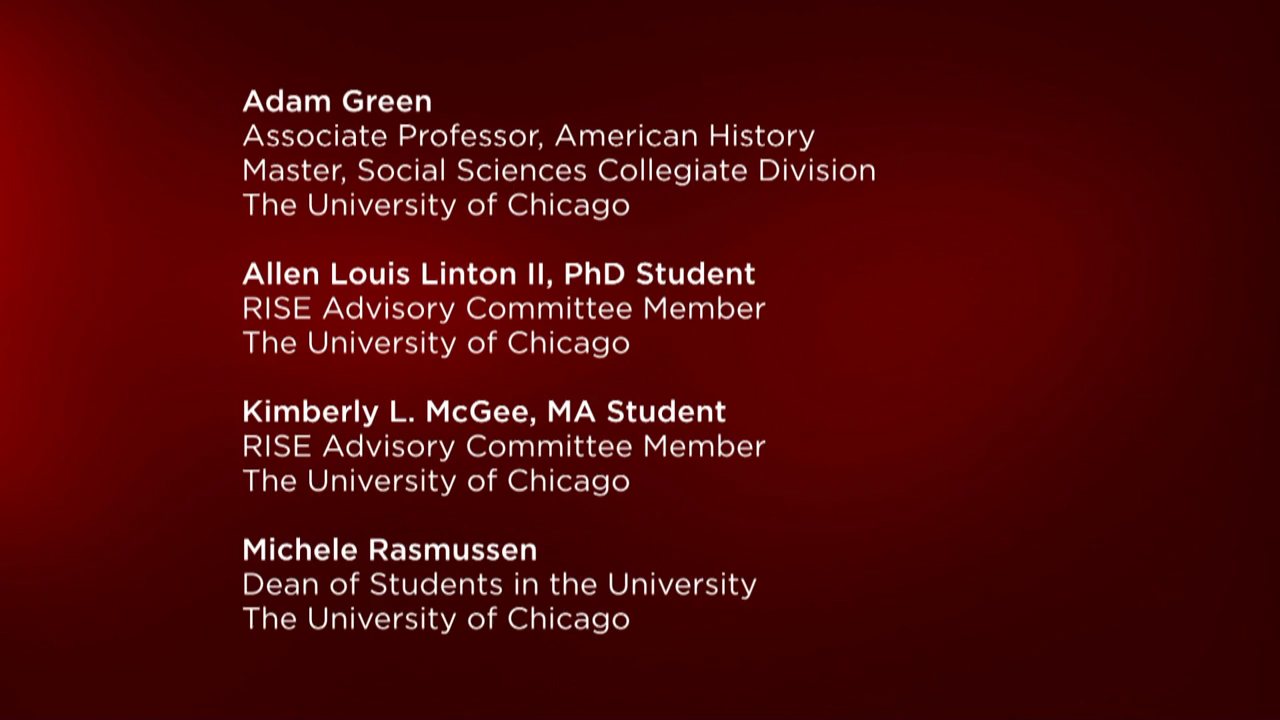 Adam Green
Associate Professor, American History
Master, Social Sciences Collegiate Division
The University of Chicago
Allen Louis Linton II, PhD Student
RISE Advisory Committee Member
The University of Chicago
Kimberly L. McGee, MA Student
RISE Advisory Committee Member
The University of Chicago
Michele Rasmussen
Dean of Students in the University
The University of Chicago